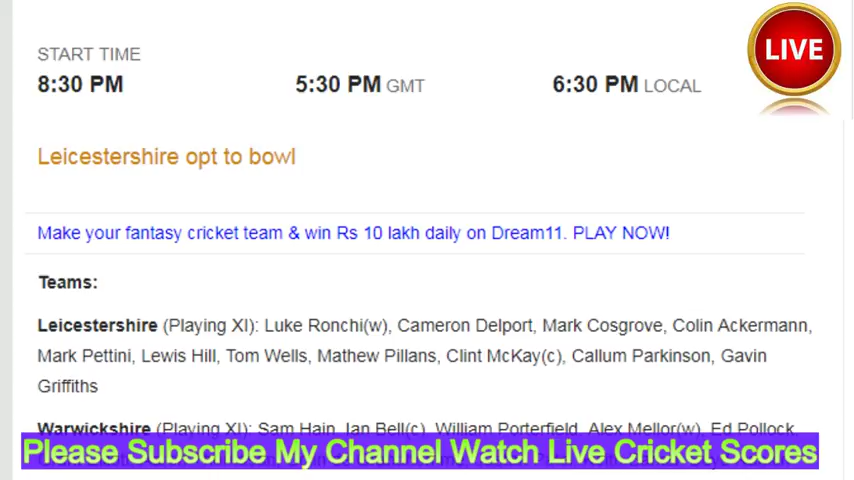 START TIME
LIVE
8:30 PM 5:30 PM GMT 6:30 PM LOCAL
Leicestershire opt to bowl
Make your fantasy cricket team & win Rs 10 lakh daily on Dream11. PLAY NOW!
Teams:
Leicestershire (Playing XI): Luke Ronchi(w), Cameron Delport, Mark Cosgrove, Colin Ackermann,
Mark Pettini, Lewis Hill, Tom Wells, Mathew Pillans, Clint McKay(c), Callum Parkinson, Gavin
Griffiths
Warwickshire (Playing XI): Sam Hain, Ian Bell(c), William Porterfield, Alex Mellor(w), Ed Pollock,
Please Subscribe My Channel Watch Live Cricket Scores